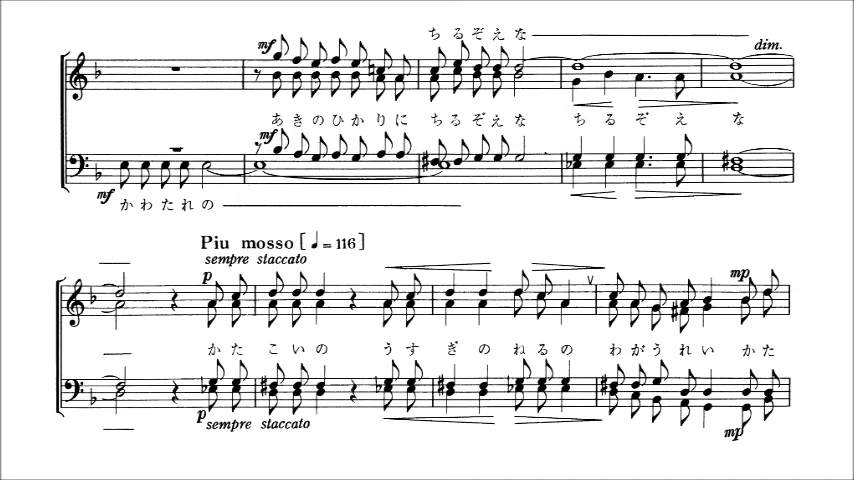 ちるぞえな
mf dim.
あきのひかりに ちるぞえな ちるぞえな
mf
mf
かわたれの
Piu mosso [♩=116]
sempre staccato
p mp
かたこいの うすぎのねるの わがうれい かた
p sempre staccato mp